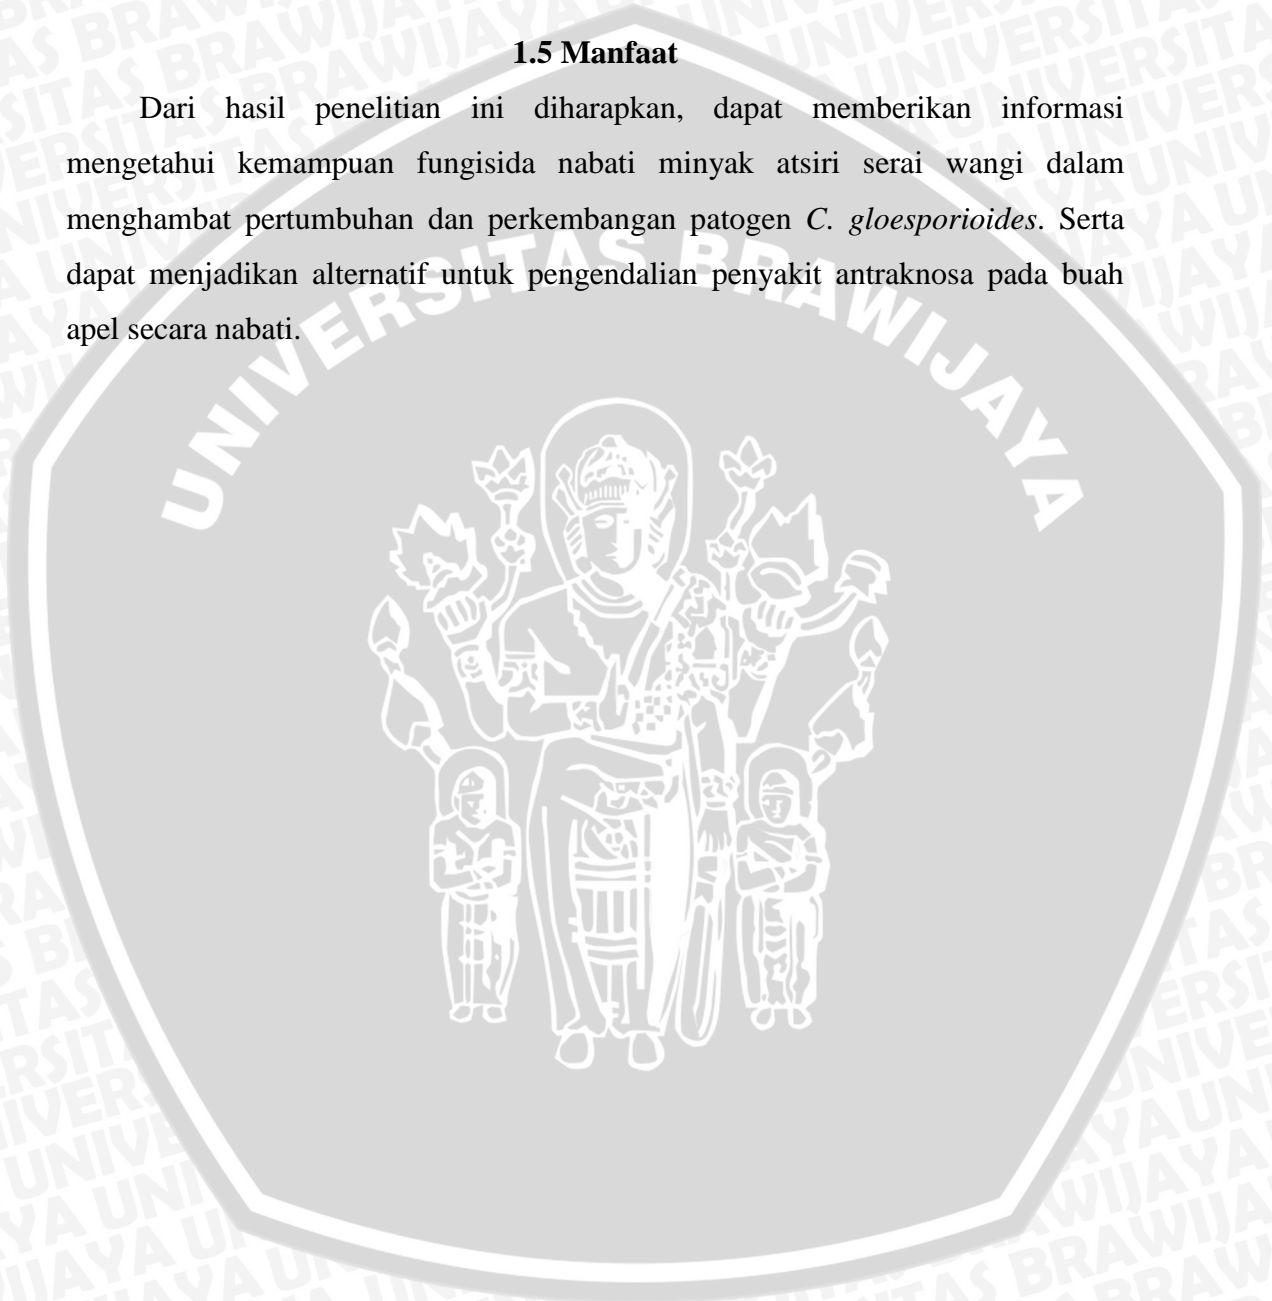 1.5 Manfaat
Dari hasil penelitian ini diharapkan, dapat memberikan informasi
mengetahui kemampuan fungisida nabati minyak atsiri serai wangi dalam
menghambat pertumbuhan dan perkembangan patogen C. gloesporioides. Serta
dapat menjadikan alternatif untuk pengendalian penyakit antraknosa pada buah
apel secara nabati.
UNIVERSITAS BRAWIJAYA